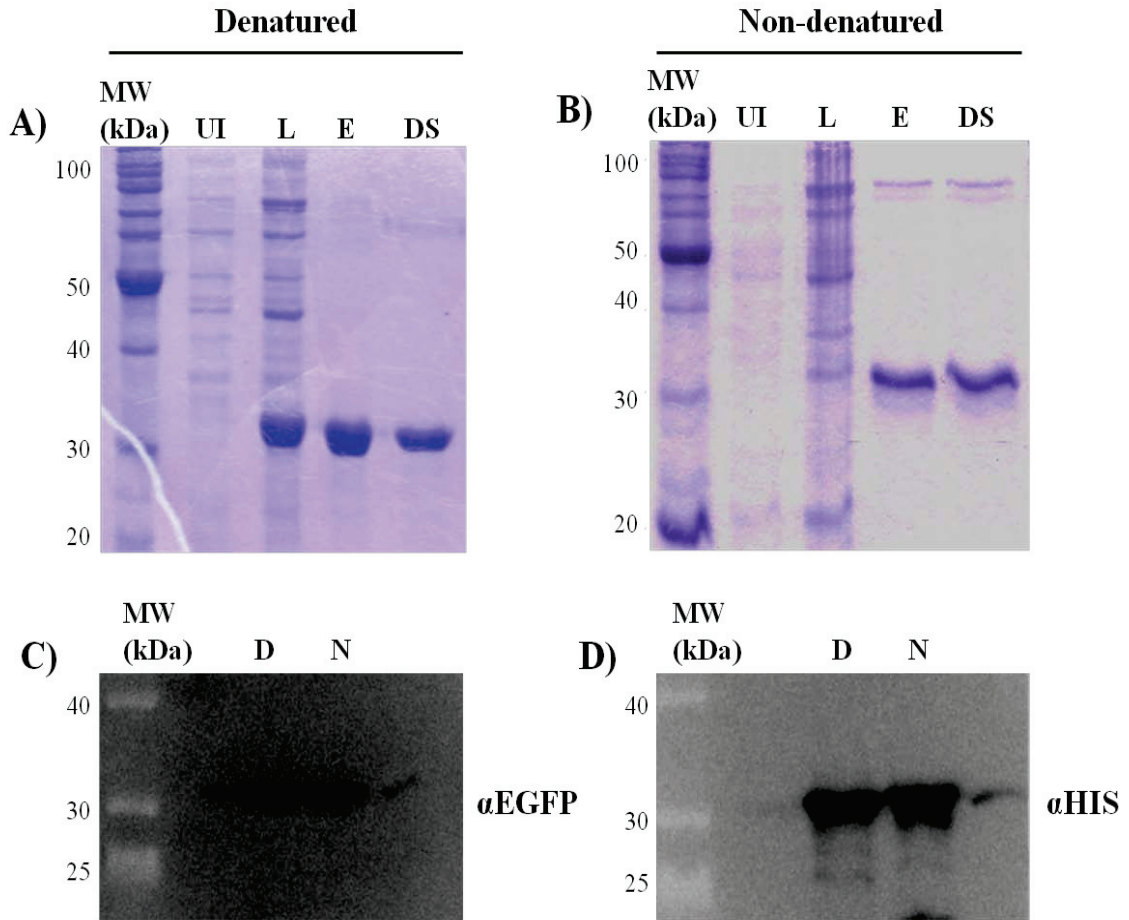 Denatured
A)
MW
(kDa) UI L E DS
100
50
40
30
20
Non-denatured
B)
MW
(kDa) UI L E DS
100
50
40
30
20
C)
MW
(kDa) D N
40
30
25
αEGFP
D)
MW
(kDa) D N
40
30
25
αHIS